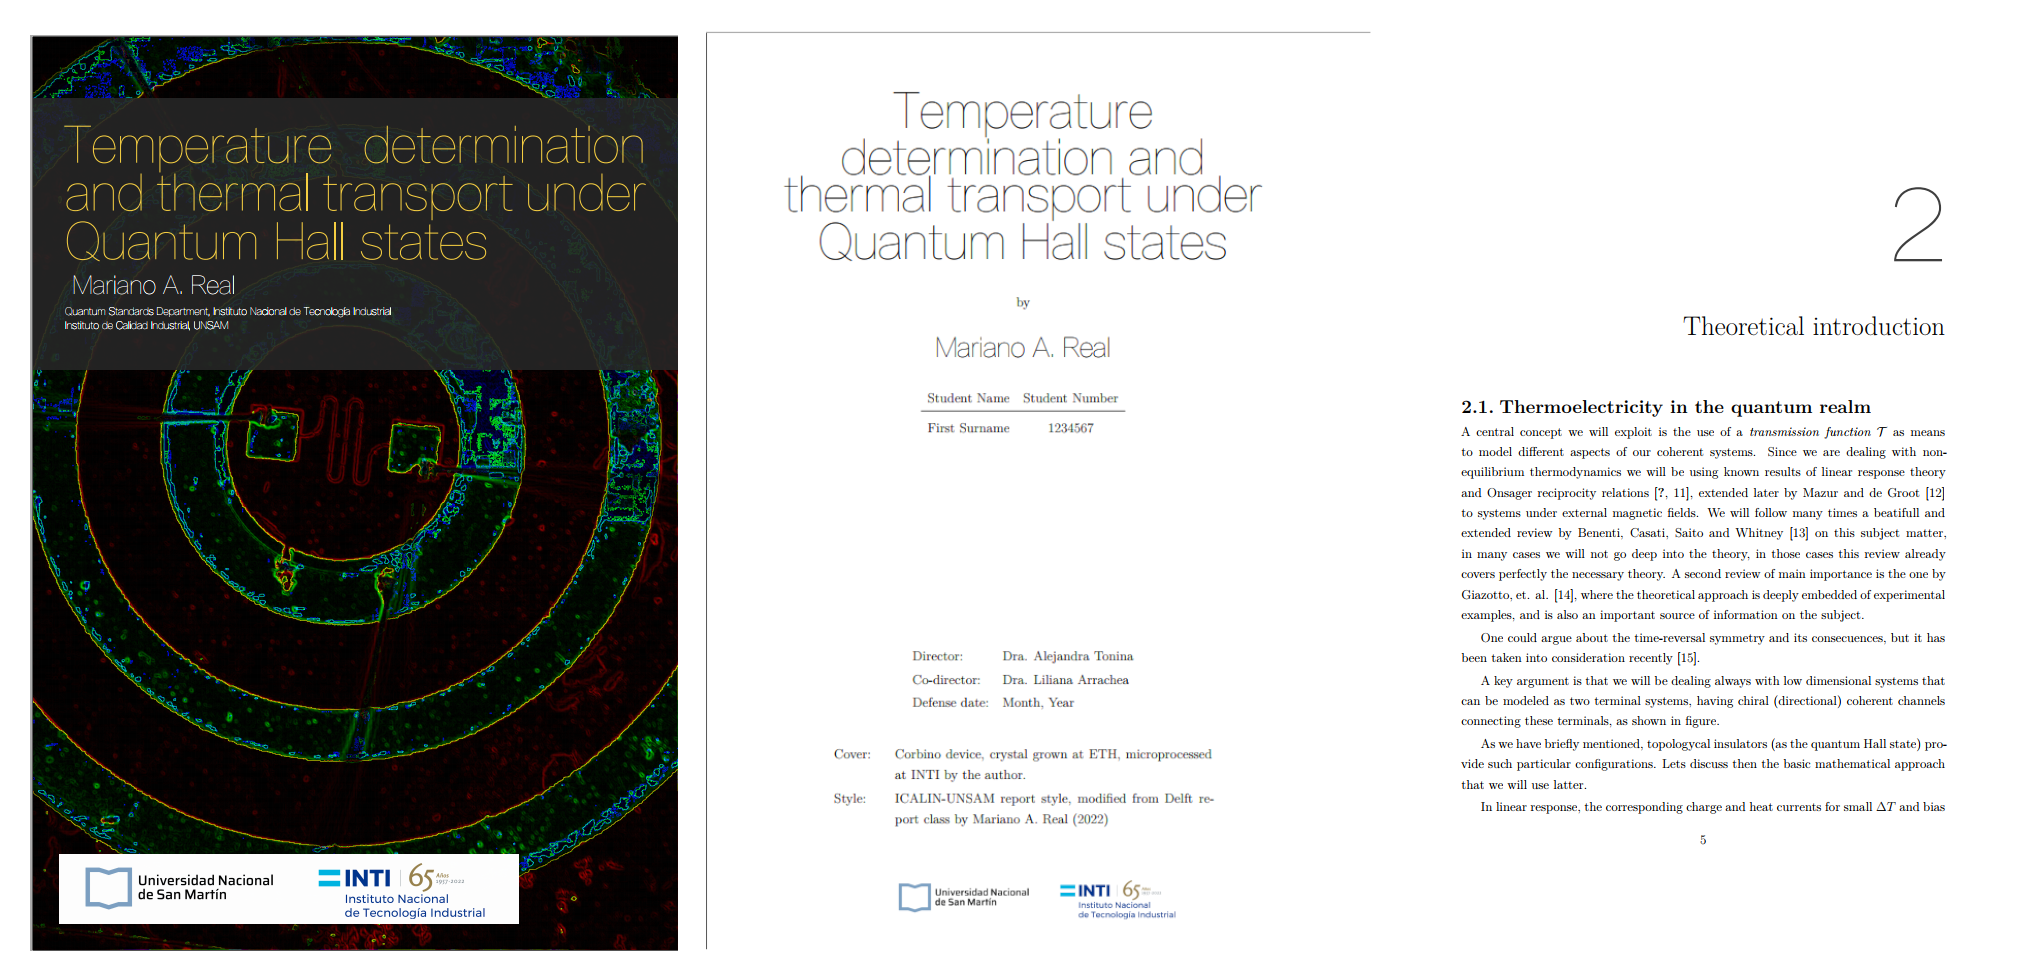 Temperature determination
and thermal transport under
Quantum Hall states
Mariano A. Real
Quantum Standards Department, Instituto Nacional de Tecnología Industrial
Instituto de Calidad Industrial, UNSAM
Universidad Nacional
de San Martín
INTI
65 Años
1957-2022
Instituto Nacional
de Tecnología Industrial
Temperature
determination and
thermal transport under
Quantum Hall states
by
Mariano A. Real
Student Name Student Number
First Surname 1234567
Director: Dra. Alejandra Tonina
Co-director: Dra. Liliana Arrachea
Defense date: Month, Year
Cover: Corbino device, crystal grown at ETH, microprocessed
at INTI by the author.
Style: ICALIN-UNSAM report style, modified from Delft re-
port class by Mariano A. Real (2022)
Universidad Nacional
de San Martín
INTI
65
Instituto Nacional
de Tecnología Industrial
2
Theoretical introduction
2.1. Thermoelectricity in the quantum realm
A central concept we will exploit is the use of a transmission function 𝒯 as means
to model different aspects of our coherent systems. Since we are dealing with non-
equilibrium thermodynamics we will be using known results of linear response theory
and Onsager reciprocity relations [?, 11], extended later by Mazur and de Groot [12]
to systems under external magnetic fields. We will follow many times a beatifull and
extended review by Benenti, Casati, Saito and Whitney [13] on this subject matter,
in many cases we will not go deep into the theory, in those cases this review already
covers perfectly the necessary theory. A second review of main importance is the one by
Giazotto, et. al. [14], where the theoretical approach is deeply embedded of experimental
examples, and is also an important source of information on the subject.
One could argue about the time-reversal symmetry and its consecuences, but it has
been taken into consideration recently [15].
A key argument is that we will be dealing always with low dimensional systems that
can be modeled as two terminal systems, having chiral (directional) coherent channels
connecting these terminals, as shown in figure.
As we have briefly mentioned, topologycal insulators (as the quantum Hall state) pro-
vide such particular configurations. Lets discuss then the basic mathematical approach
that we will use latter.
In linear response, the corresponding charge and heat currents for small ΔT and bias
5